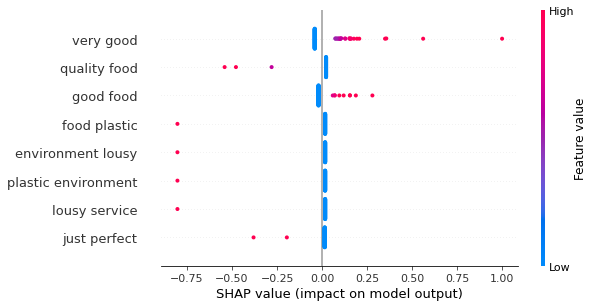 High
very good
quality food
good food
food plastic
environment lousy
plastic environment
lousy service
just perfect
Feature value
Low
−0.75 −0.50 −0.25 0.00 0.25 0.50 0.75 1.00
SHAP value (impact on model output)